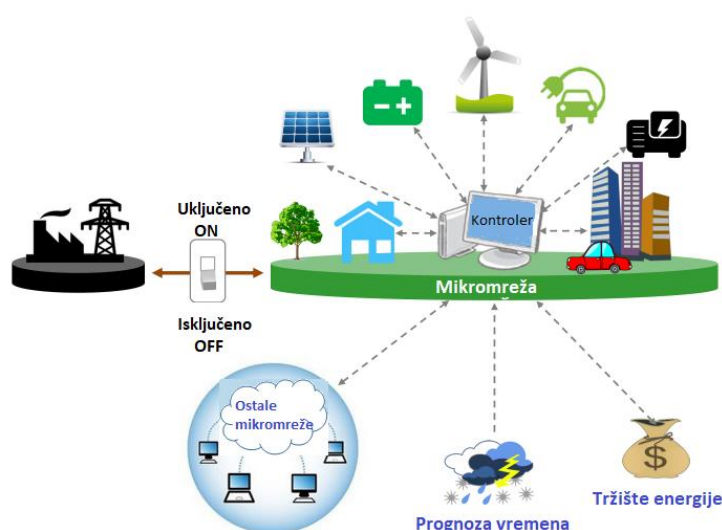 Kontroler
Uključeno
ON
Mikromreža
Isključeno
OFF
Ostale
mikromreže
$
Tržište energije
Prognoza vremena